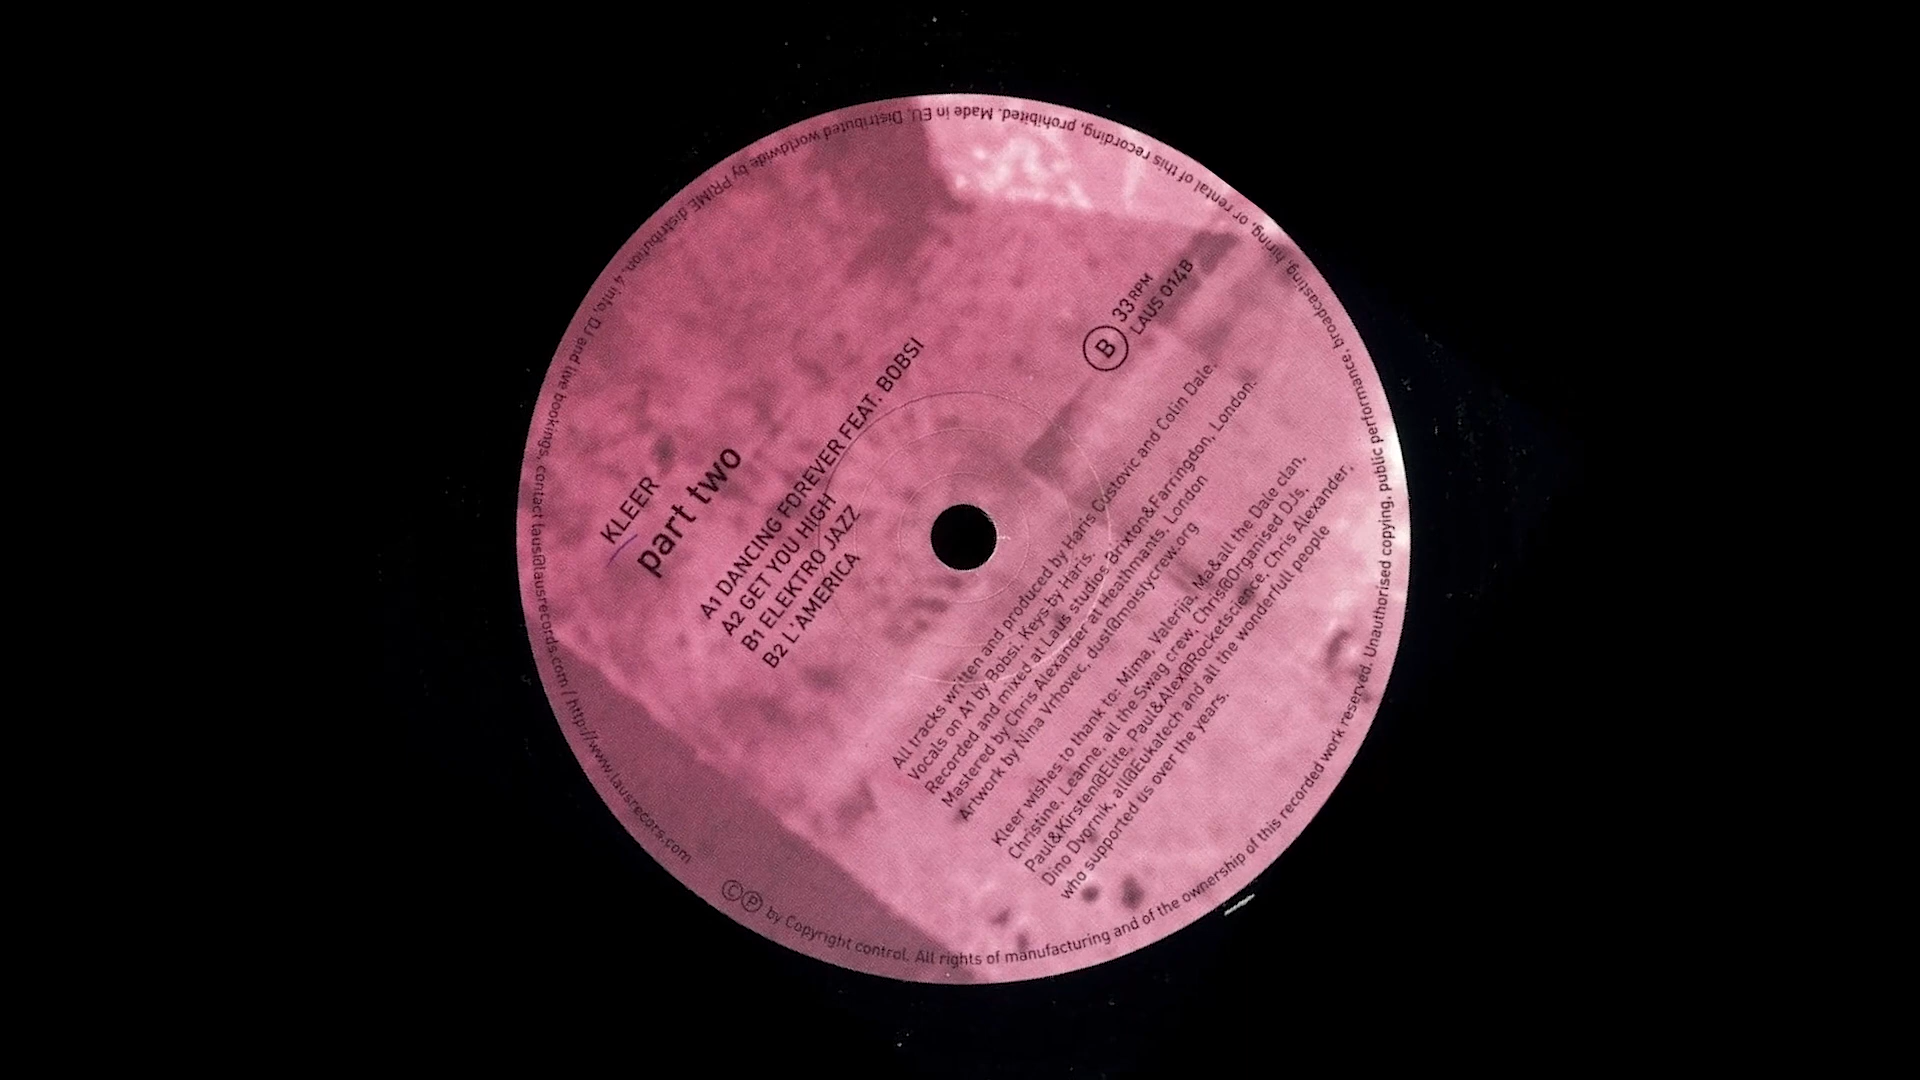 KLEER
part two
A1 DANCING FOREVER FEAT. BOBSI
A2 GET YOU HIGH
B1 ELEKTRO JAZZ
B2 L'AMERICA
B
33 RPM
LAUS 014B
All tracks written and produced by Haris Custovic and Colin Dale.
Vocals on A1 by Bobsi. Keys by Haris.
Recorded and mixed at Laus studios Brixton&Farringdon, London.
Mastered by Chris Alexander at Heathmants, London
Artwork by Nina Vrhovec, dust@moistycrew.org
Kleer wishes to thank to: Mima, Valerija, Ma&all the Dale clan,
Christine, Leanne, all the Swag crew, Chris@Organised DJs,
Paul&Kirsten@Elite, Paul&Alex@Rocketscience, Chris Alexander,
Dino Dvornik, all@Eukatech and all the wonderfull people
who supported us over the years.
©℗ by Copyright control. All rights of manufacturing and of the ownership of this recorded work reserved. Unauthorised copying, public performance, broadcasting, hiring, or rental of this recording, prohibited. Made in EU. Distributed worldwide by PRIME distribution. 4 info, DJ and live bookings, contact laus@lausrecords.com / http://www.lausrecors.com